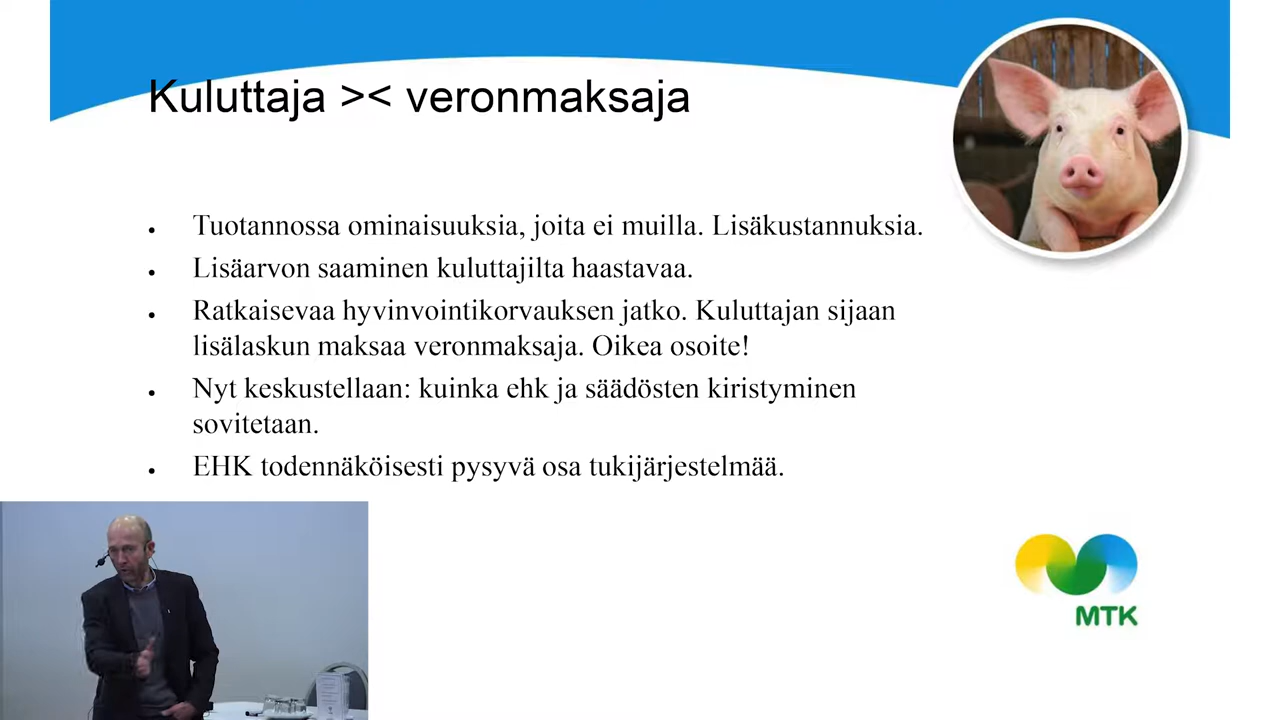 Kuluttaja >< veronmaksaja
• Tuotannossa ominaisuuksia, joita ei muilla. Lisäkustannuksia.
• Lisäarvon saaminen kuluttajilta haastavaa.
• Ratkaisevaa hyvinvointikorvauksen jatko. Kuluttajan sijaan
lisälaskun maksaa veronmaksaja. Oikea osoite!
• Nyt keskustellaan: kuinka ehk ja säädösten kiristyminen
sovitetaan.
• EHK todennäköisesti pysyvä osa tukijärjestelmää.
MTK